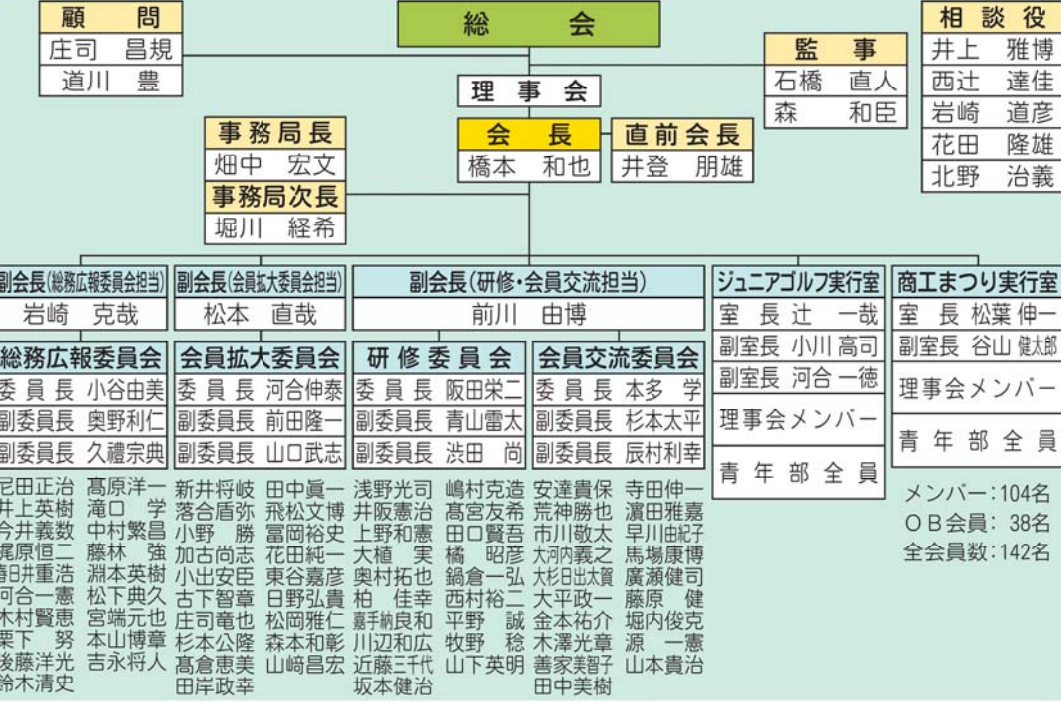 総会
顧問
庄司 昌規
道川 豊
相談役
井上 雅博
西辻 達佳
岩崎 道彦
花田 隆雄
北野 治義
監事
石橋 直人
森 和臣
理事会
会長
橋本 和也
直前会長
井登 朋雄
事務局長
畑中 宏文
事務局次長
堀川 経希
副会長(総務広報委員会担当)
岩崎 克哉
総務広報委員会
委員長 小谷由美
副委員長 奥野利仁
副委員長 久禮宗典
尼田正治 髙原洋一
井上英樹 滝口 学
今井義数 中村繁昌
梶原恒二 藤林 強
春日井重浩 淵本英樹
河合一憲 松下典久
木村賢恵 宮端元也
栗下 努 本山博章
後藤洋光 吉永将人
鈴木清史
副会長(会員拡大委員会担当)
松本 直哉
会員拡大委員会
委員長 河合伸泰
副委員長 前田隆一
副委員長 山口武志
新井将岐 田中眞一
落合盾弥 飛松文博
小野 勝 冨岡裕史
加古尚志 花田純一
小出安臣 東谷嘉彦
古下智章 日野弘貴
庄司竜也 松岡雅仁
杉本公隆 森本和彰
髙倉恵美 山﨑昌宏
田岸政幸
副会長(研修・会員交流担当)
前川 由博
研修委員会
委員長 阪田栄二
副委員長 青山雷太
副委員長 渋田 尚
浅野光司 嶋村克造
井阪憲治 髙宮友希
上野和憲 田口賢吾
大植 実 橘 昭彦
奥村拓也 鍋倉一弘
柏 佳幸 西村裕二
喜手納良和 平野 誠
川辺和広 牧野 稔
近藤三千代 山下英明
坂本健治
会員交流委員会
委員長 本多 学
副委員長 杉本太平
副委員長 辰村利幸
安達貴保 寺田伸一
荒神勝也 濵田雅嘉
市川敬太 早川由紀子
大河内義之 馬場康博
大杉日出太賀 廣瀬健司
大平政一 藤原 健
金本祐介 堀内俊克
木澤光章 源 一憲
善家美智子 山本貴治
田中美樹
ジュニアゴルフ実行室
室長 辻 一哉
副室長 小川高司
副室長 河合一徳
理事会メンバー
青年部全員
商工まつり実行室
室長 松葉伸一
副室長 谷山健太郎
理事会メンバー
青年部全員
メンバー:104名
OB会員: 38名
全会員数:142名